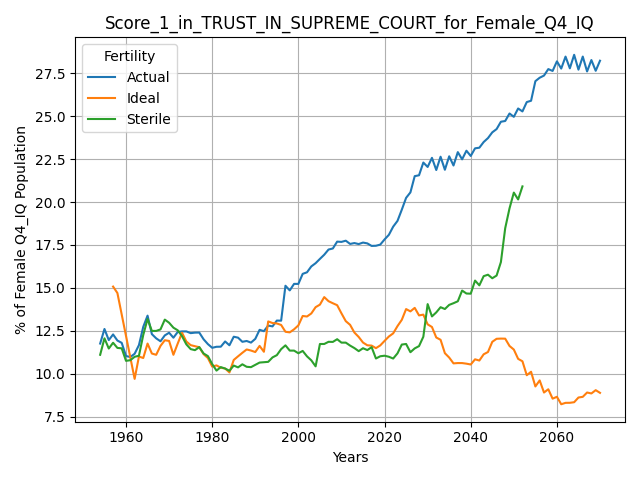 Score_1_in_TRUST_IN_SUPREME_COURT_for_Female_Q4_IQ
Fertility
Actual
Ideal
Sterile
% of Female Q4_IQ Population
27.5
25.0
22.5
20.0
17.5
15.0
12.5
10.0
7.5
1960
1980
2000
2020
2040
2060
Years